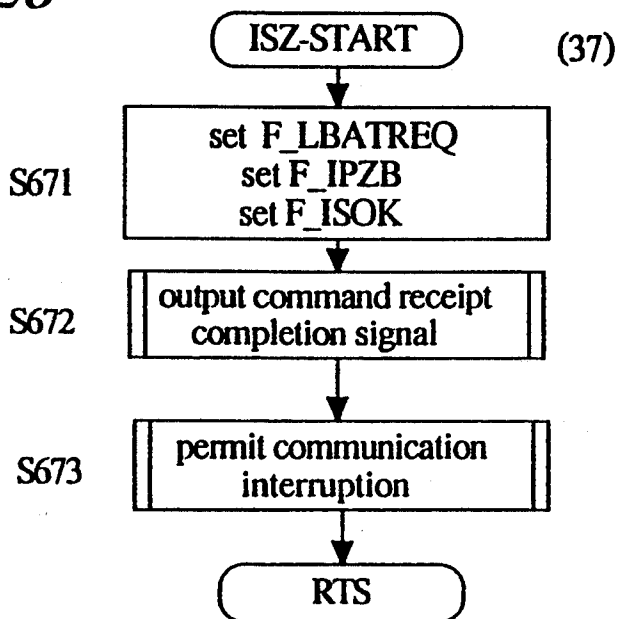 ISZ-START
(37)
S671
set F_LBATREQ
set F_IPZB
set F_ISOK
S672
output command receipt
completion signal
S673
permit communication
interruption
RTS